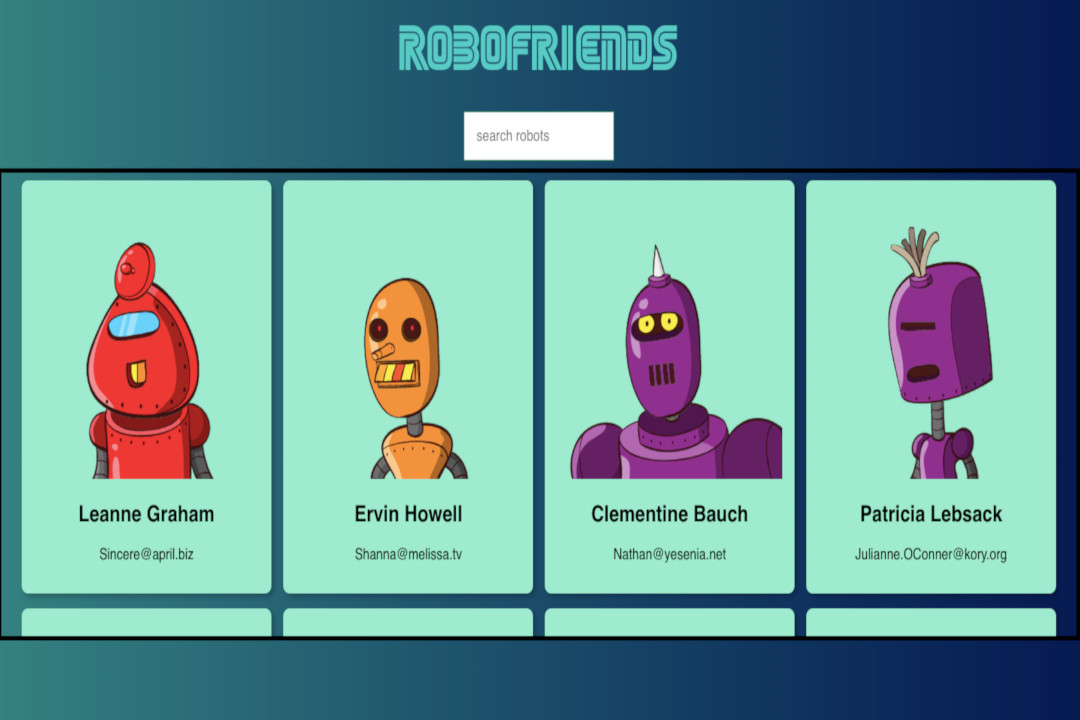 ROBOFRIENDS
search robots
Leanne Graham
Sincere@april.biz
Ervin Howell
Shanna@melissa.tv
Clementine Bauch
Nathan@yesenia.net
Patricia Lebsack
Julianne.OConner@kory.org